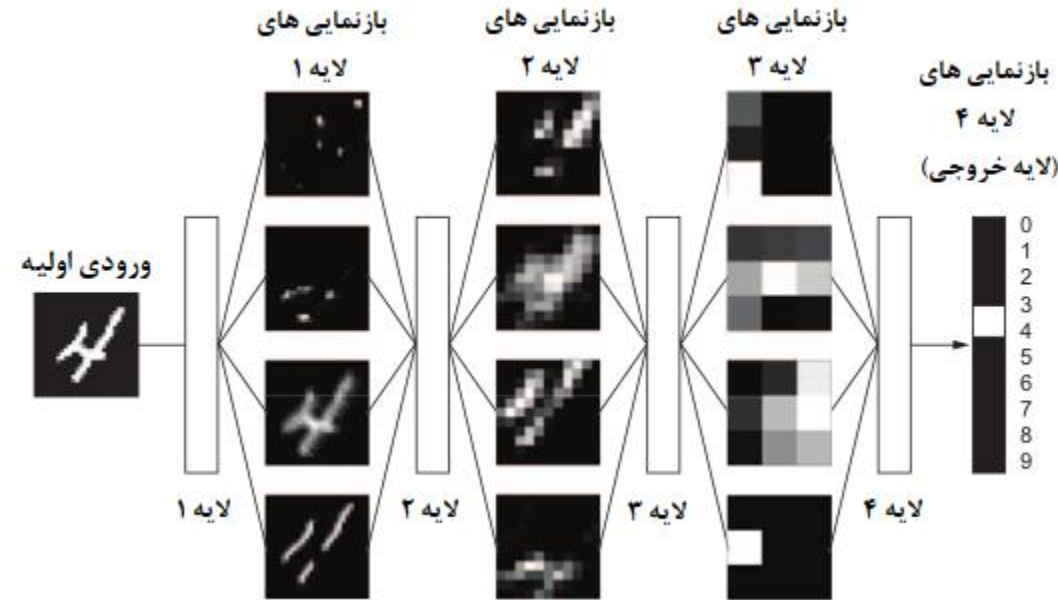 بازنمایی های
لایه ۱
بازنمایی های
لایه ۲
بازنمایی های
لایه ۳
بازنمایی های
لایه ۴
(لایه خروجی)
ورودی اولیه
0
1
2
3
4
5
6
7
8
9
لایه ۱
لایه ۲
لایه ۳
لایه ۴